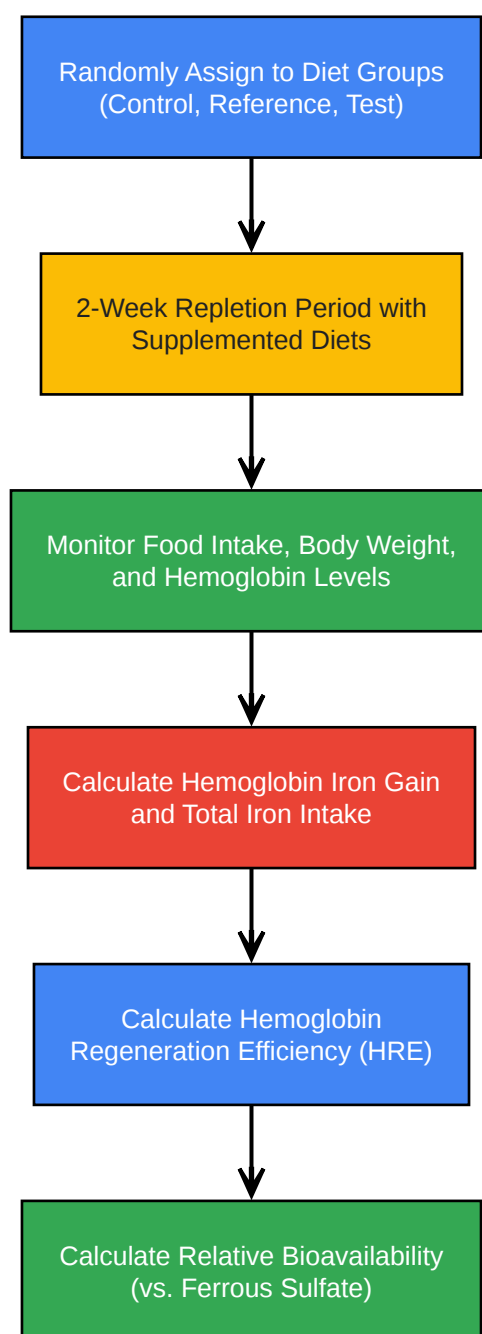 Randomly Assign to Diet Groups
(Control, Reference, Test)
2-Week Repletion Period with
Supplemented Diets
Monitor Food Intake, Body Weight,
and Hemoglobin Levels
Calculate Hemoglobin Iron Gain
and Total Iron Intake
Calculate Hemoglobin
Regeneration Efficiency (HRE)
Calculate Relative Bioavailability
(vs. Ferrous Sulfate)